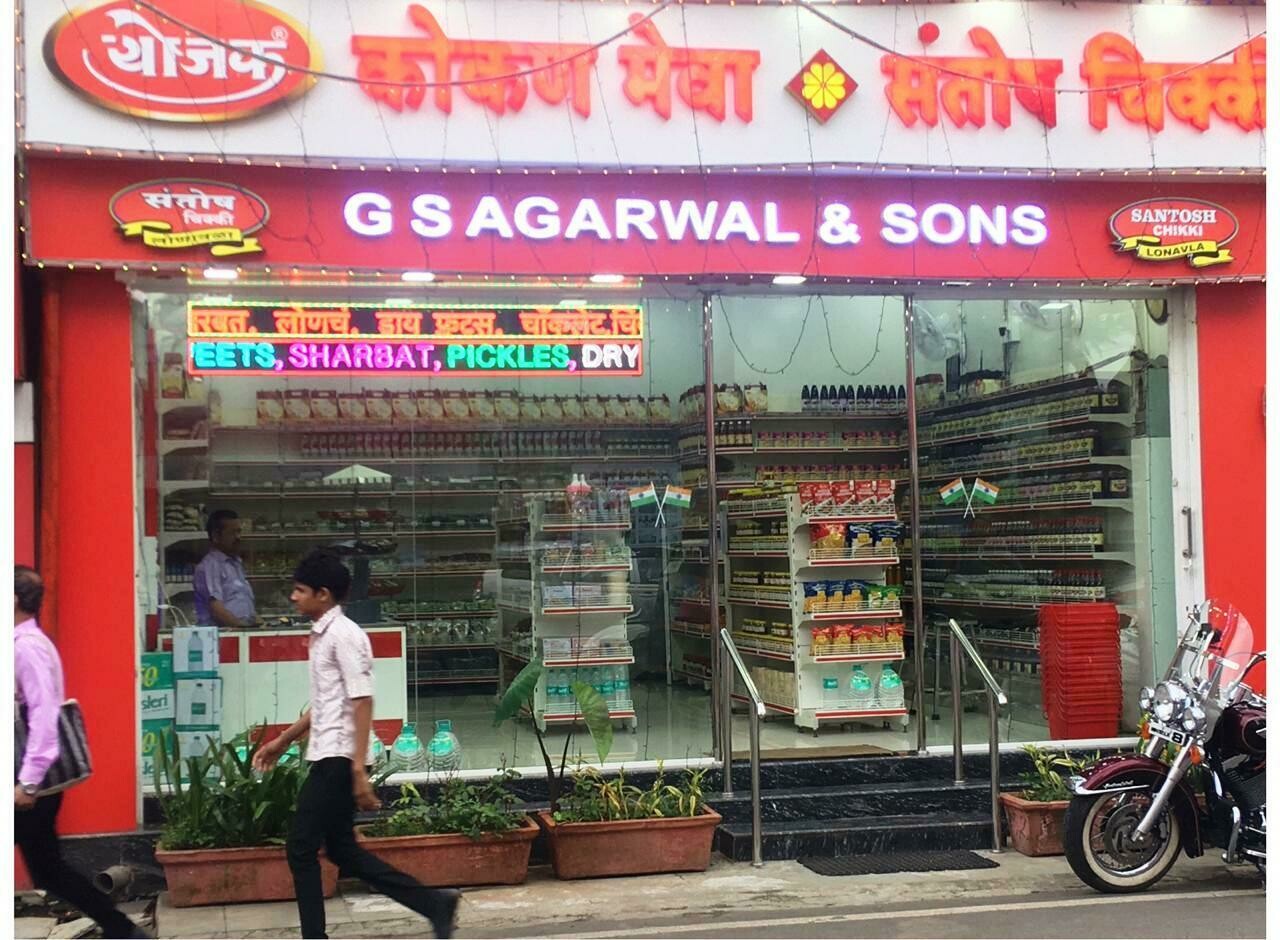 योजक®
कोकण मेवा संतोष चिक्की
संतोष
चिक्की
लोणावळा
G S AGARWAL & SONS
SANTOSH
CHIKKI
LONAVLA
रबत, लोणचं, डाय फ्रुटस, चॉकलेट,चि
EETS, SHARBAT, PICKLES, DRY